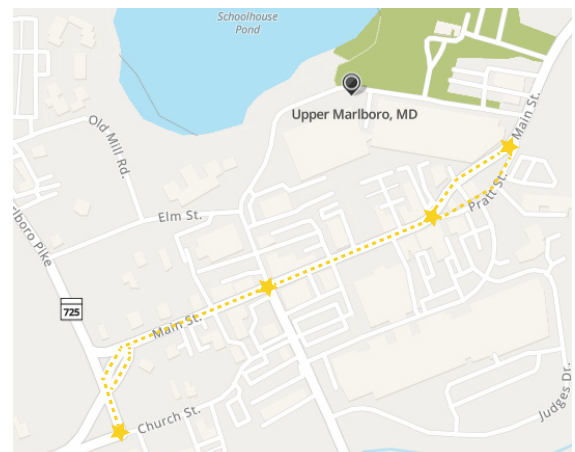 Schoolhouse
Pond
Upper Marlboro, MD
Main St.
Old Mill Rd.
Pratt St.
Elm St.
rlboro Pike
725
Main St.
Judges Dr.
Church St.